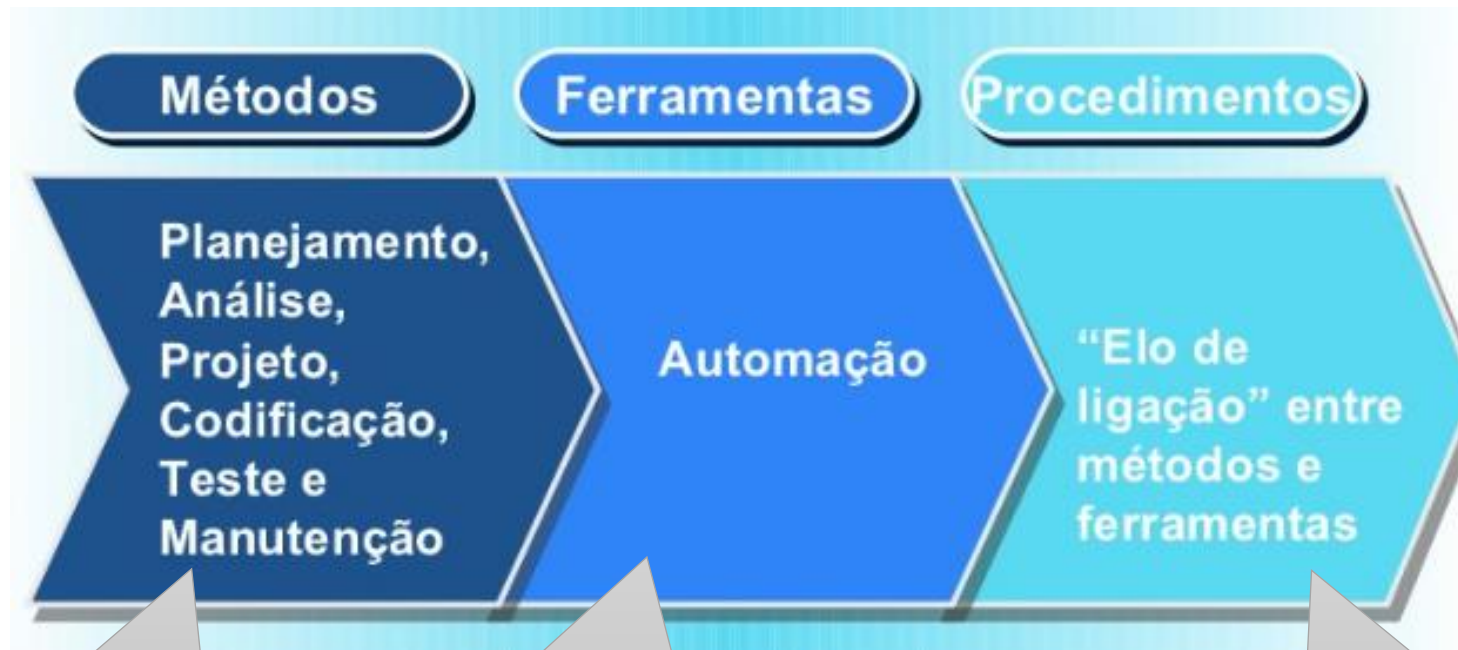 Métodos
Ferramentas
Procedimentos
Planejamento,
Análise,
Projeto,
Codificação,
Teste e
Manutenção
Automação
“Elo de
ligação” entre
métodos e
ferramentas